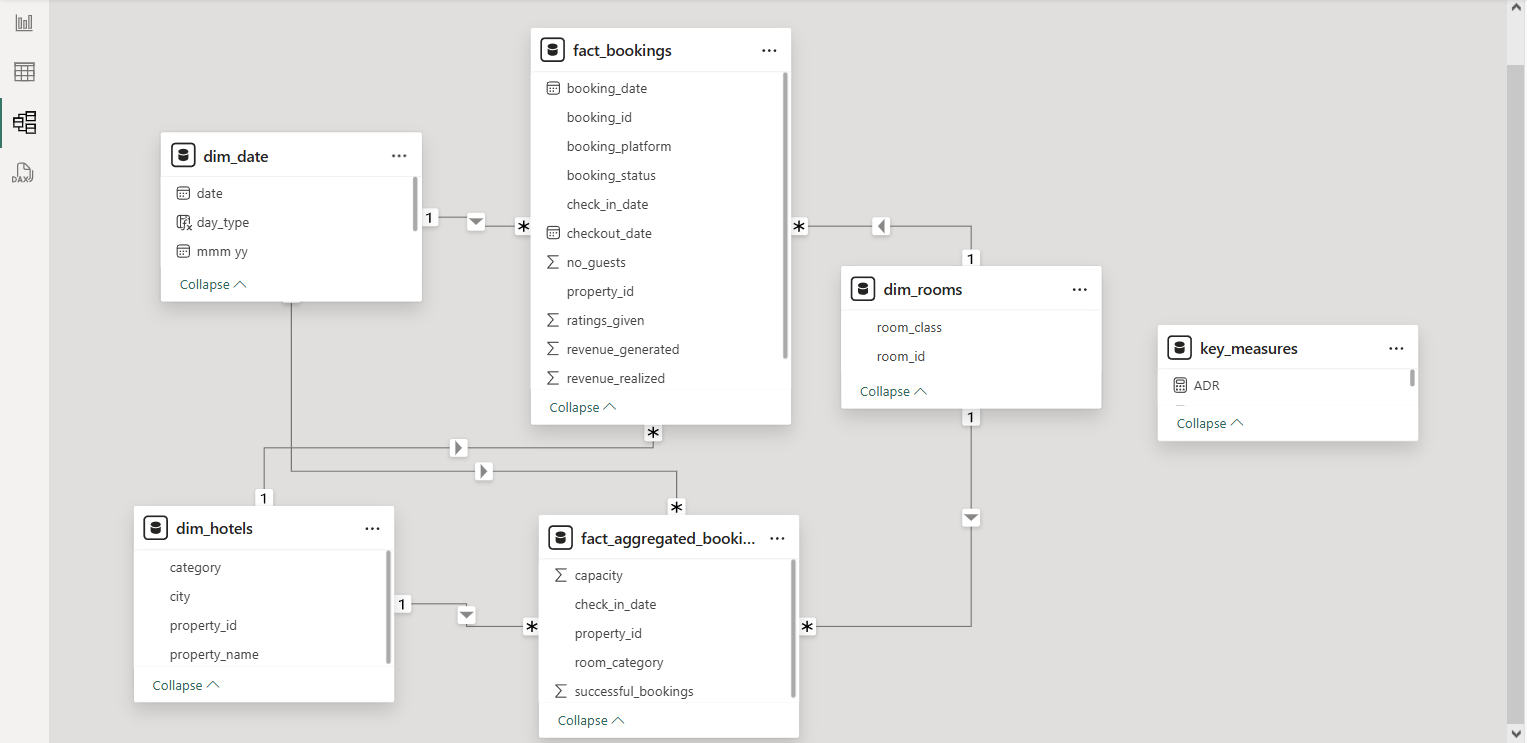 DAX
fact_bookings
booking_date
booking_id
booking_platform
booking_status
check_in_date
checkout_date
no_guests
property_id
ratings_given
revenue_generated
revenue_realized
Collapse
dim_date
date
day_type
mmm yy
Collapse
1
*
*
1
dim_rooms
room_class
room_id
Collapse
1
key_measures
ADR
Collapse
*
1
*
dim_hotels
category
city
property_id
property_name
Collapse
1
*
fact_aggregated_booki...
capacity
check_in_date
property_id
room_category
successful_bookings
Collapse
*